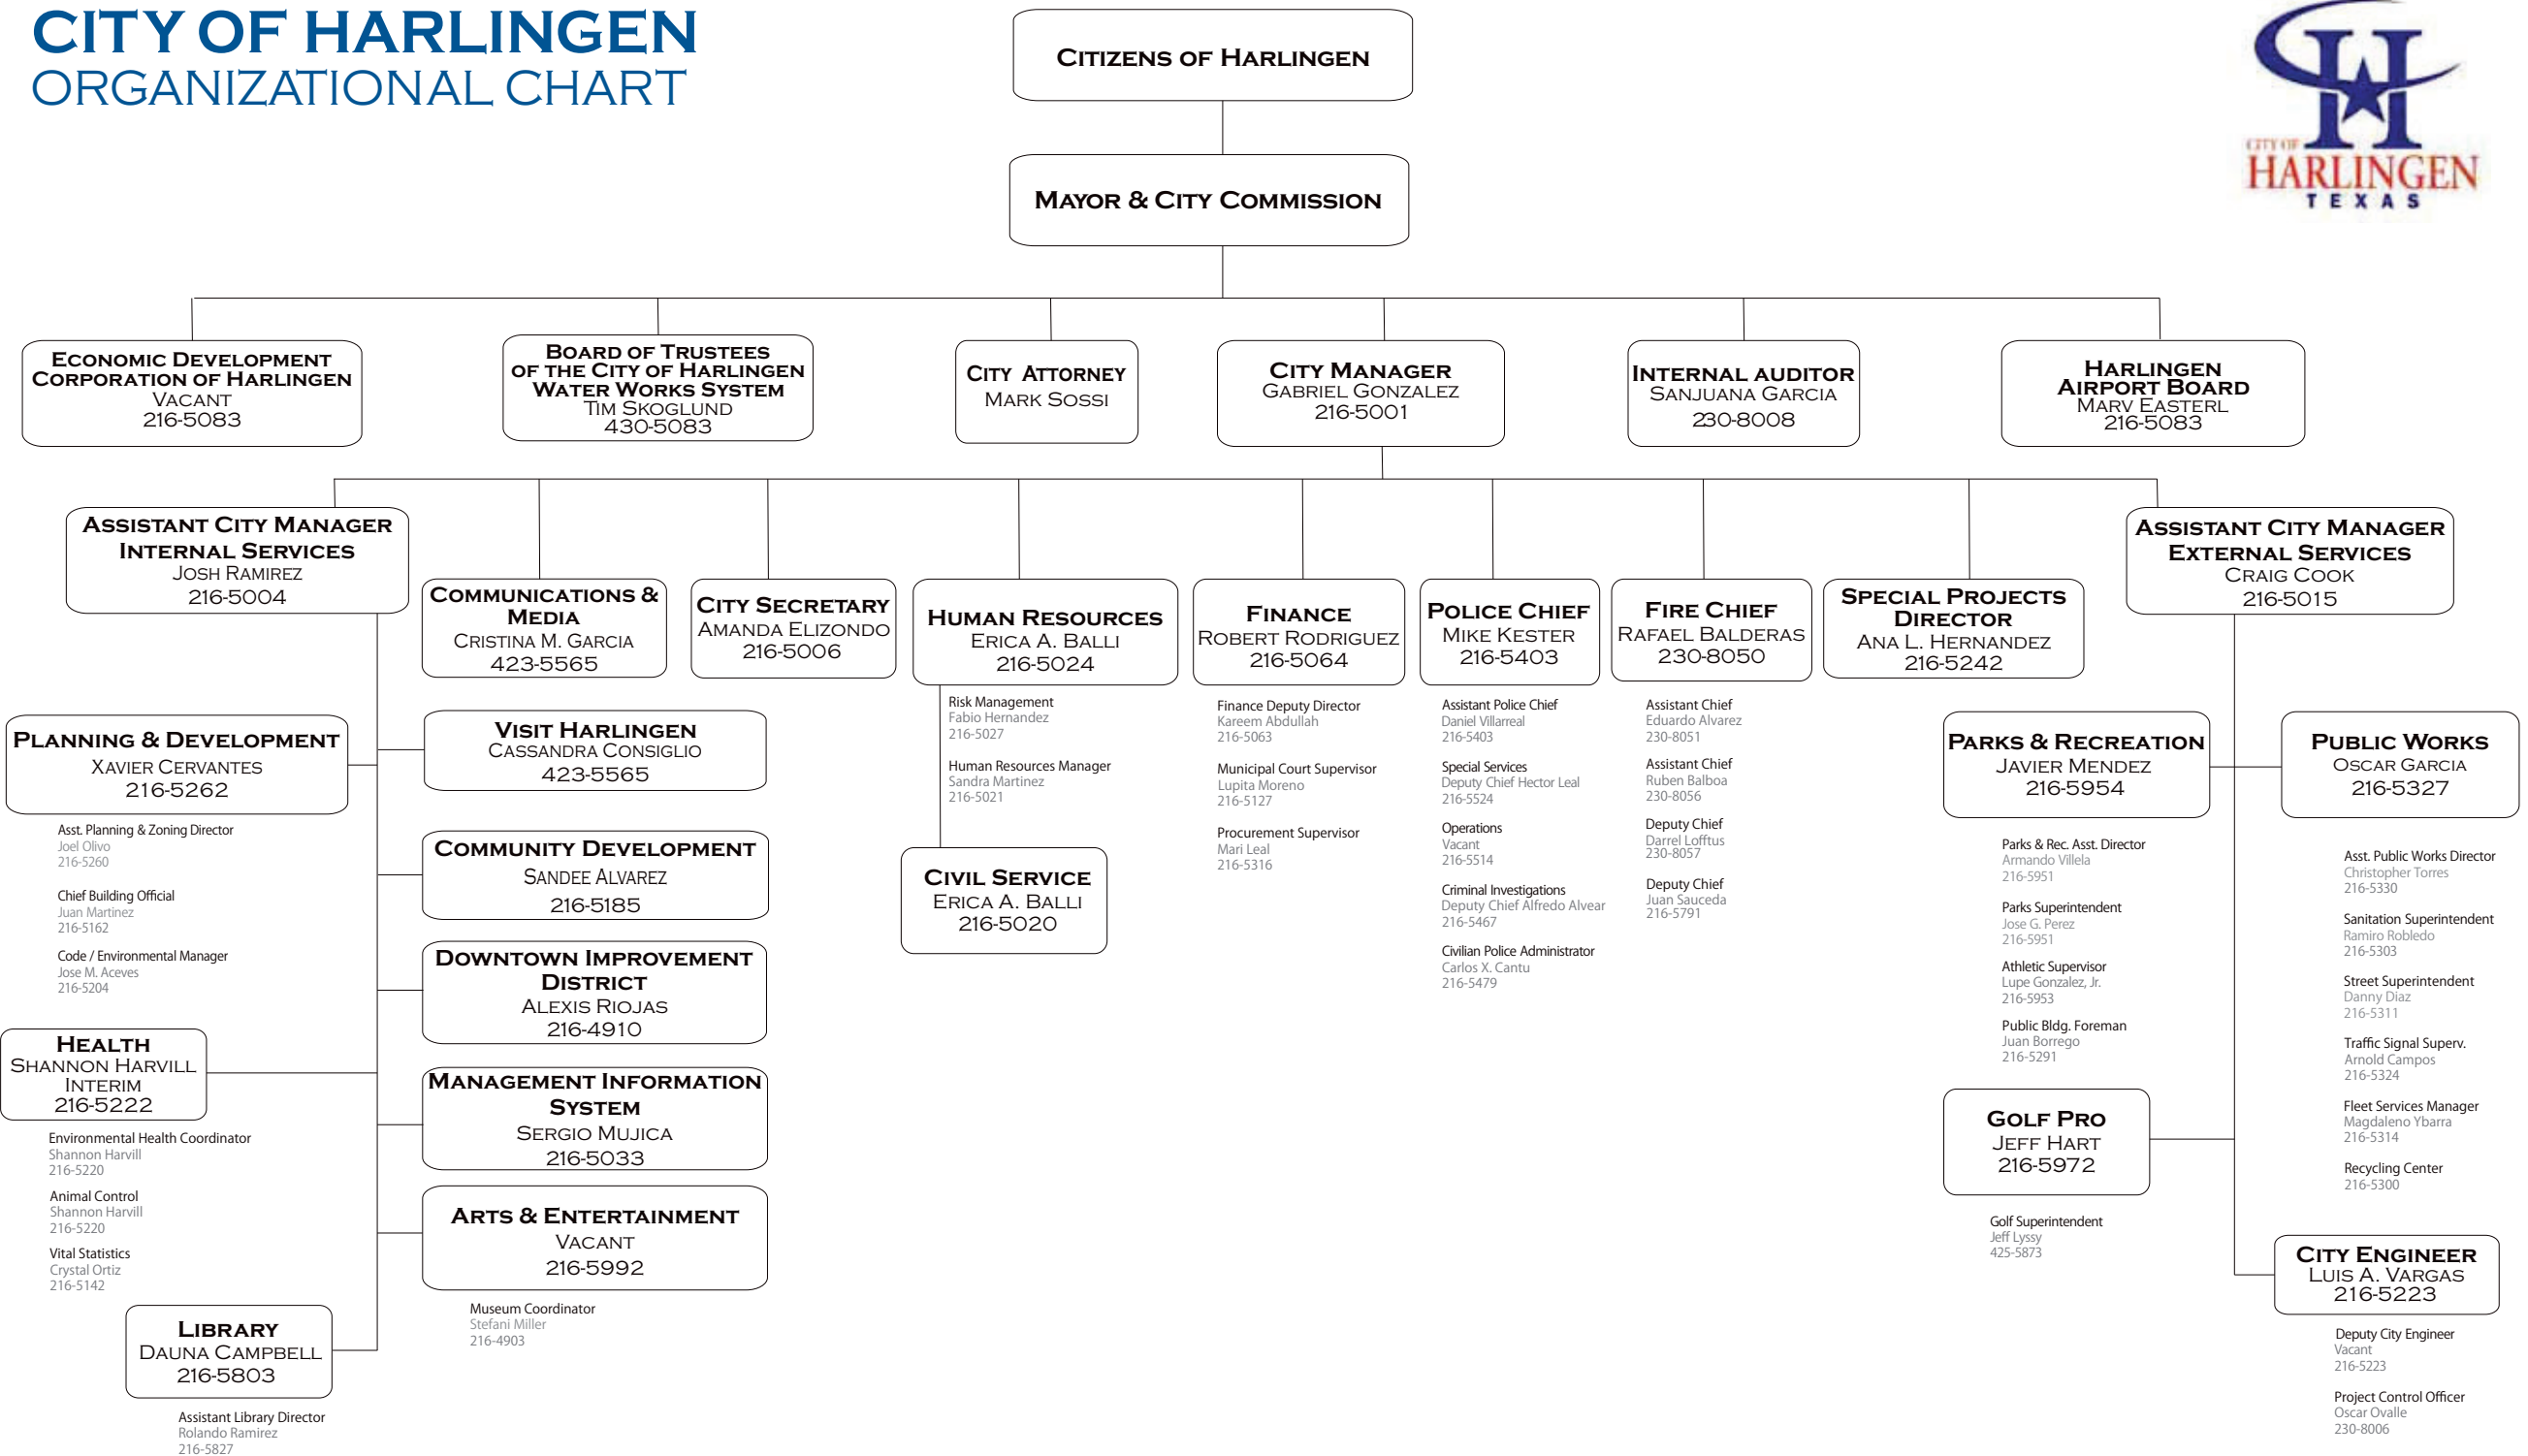 CITY OF HARLINGEN
ORGANIZATIONAL CHART
CITIZENS OF HARLINGEN
CITY OF
HARLINGEN
TEXAS
MAYOR & CITY COMMISSION
ECONOMIC DEVELOPMENT
CORPORATION OF HARLINGEN
VACANT
216-5083
BOARD OF TRUSTEES
OF THE CITY OF HARLINGEN
WATER WORKS SYSTEM
TIM SKOGLUND
430-5083
CITY ATTORNEY
MARK SOSSI
CITY MANAGER
GABRIEL GONZALEZ
216-5001
INTERNAL AUDITOR
SANJUANA GARCIA
230-8008
HARLINGEN
AIRPORT BOARD
MARV EASTERL
216-5083
ASSISTANT CITY MANAGER
INTERNAL SERVICES
JOSH RAMIREZ
216-5004
COMMUNICATIONS &
MEDIA
CRISTINA M. GARCIA
423-5565
CITY SECRETARY
AMANDA ELIZONDO
216-5006
HUMAN RESOURCES
ERICA A. BALLI
216-5024
FINANCE
ROBERT RODRIGUEZ
216-5064
POLICE CHIEF
MIKE KESTER
216-5403
FIRE CHIEF
RAFAEL BALDERAS
230-8050
SPECIAL PROJECTS
DIRECTOR
ANA L. HERNANDEZ
216-5242
ASSISTANT CITY MANAGER
EXTERNAL SERVICES
CRAIG COOK
216-5015
PLANNING & DEVELOPMENT
XAVIER CERVANTES
216-5262
Asst. Planning & Zoning Director
Joel Olivo
216-5260
Chief Building Official
Juan Martinez
216-5162
Code / Environmental Manager
Jose M. Aceves
216-5204
HEALTH
SHANNON HARVILL
INTERIM
216-5222
Environmental Health Coordinator
Shannon Harvill
216-5220
Animal Control
Shannon Harvill
216-5220
Vital Statistics
Crystal Ortiz
216-5142
LIBRARY
DAUNA CAMPBELL
216-5803
Assistant Library Director
Rolando Ramirez
216-5827
VISIT HARLINGEN
CASSANDRA CONSIGLIO
423-5565
COMMUNITY DEVELOPMENT
SANDEE ALVAREZ
216-5185
DOWNTOWN IMPROVEMENT
DISTRICT
ALEXIS RIOJAS
216-4910
MANAGEMENT INFORMATION
SYSTEM
SERGIO MUJICA
216-5033
ARTS & ENTERTAINMENT
VACANT
216-5992
Museum Coordinator
Stefani Miller
216-4903
Risk Management
Fabio Hernandez
216-5027
Human Resources Manager
Sandra Martinez
216-5021
CIVIL SERVICE
ERICA A. BALLI
216-5020
Finance Deputy Director
Kareem Abdullah
216-5063
Municipal Court Supervisor
Lupita Moreno
216-5127
Procurement Supervisor
Mari Leal
216-5316
Assistant Police Chief
Daniel Villarreal
216-5403
Special Services
Deputy Chief Hector Leal
216-5524
Operations
Vacant
216-5514
Criminal Investigations
Deputy Chief Alfredo Alvear
216-5467
Civilian Police Administrator
Carlos X. Cantu
216-5479
Assistant Chief
Eduardo Alvarez
230-8051
Assistant Chief
Ruben Balboa
230-8056
Deputy Chief
Darrel Lofftus
230-8057
Deputy Chief
Juan Sauceda
216-5791
PARKS & RECREATION
JAVIER MENDEZ
216-5954
Parks & Rec. Asst. Director
Armando Villela
216-5951
Parks Superintendent
Jose G. Perez
216-5951
Athletic Supervisor
Lupe Gonzalez, Jr.
216-5953
Public Bldg. Foreman
Juan Borrego
216-5291
GOLF PRO
JEFF HART
216-5972
Golf Superintendent
Jeff Lyssy
425-5873
PUBLIC WORKS
OSCAR GARCIA
216-5327
Asst. Public Works Director
Christopher Torres
216-5330
Sanitation Superintendent
Ramiro Robledo
216-5303
Street Superintendent
Danny Diaz
216-5311
Traffic Signal Superv.
Arnold Campos
216-5324
Fleet Services Manager
Magdaleno Ybarra
216-5314
Recycling Center
216-5300
CITY ENGINEER
LUIS A. VARGAS
216-5223
Deputy City Engineer
Vacant
216-5223
Project Control Officer
Oscar Ovalle
230-8006